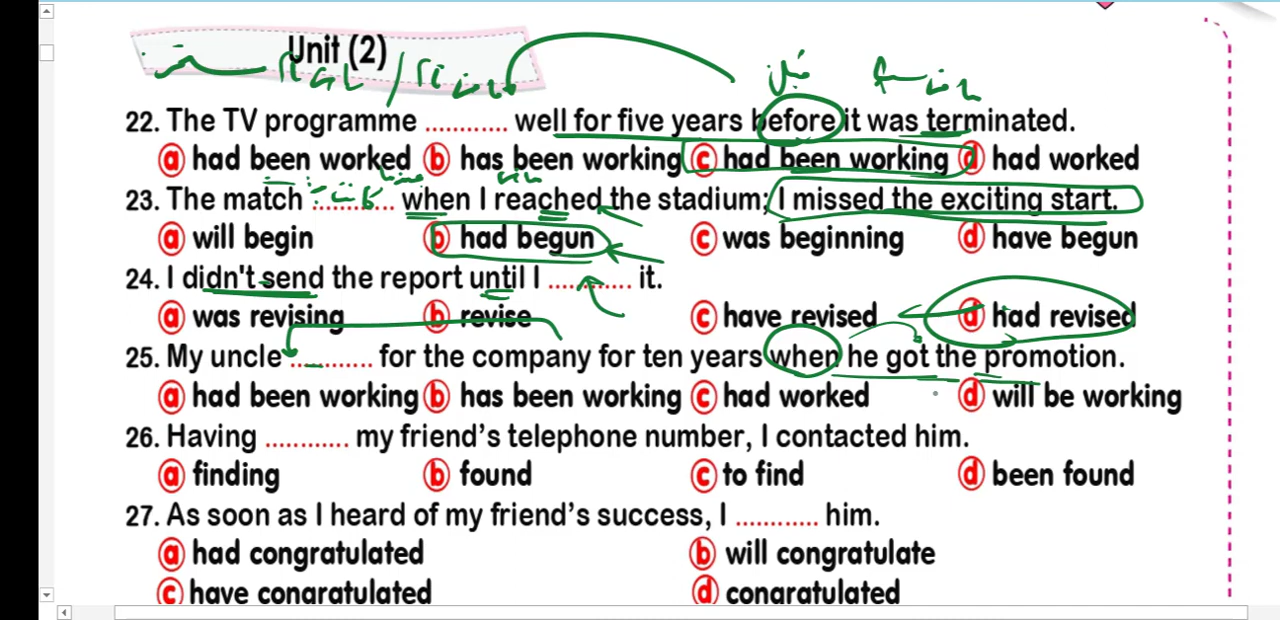 Unit (2)
22. The TV programme ............ well for five years before it was terminated.
a had been worked b has been working c had been working d had worked
23. The match ............ when I reached the stadium; I missed the exciting start.
a will begin b had begun c was beginning d have begun
24. I didn't send the report until I ............ it.
a was revising b revise c have revised d had revised
25. My uncle ............ for the company for ten years when he got the promotion.
a had been working b has been working c had worked d will be working
26. Having ............ my friend's telephone number, I contacted him.
a finding b found c to find d been found
27. As soon as I heard of my friend's success, I ............ him.
a had congratulated b will congratulate
c have congratulated d congratulated